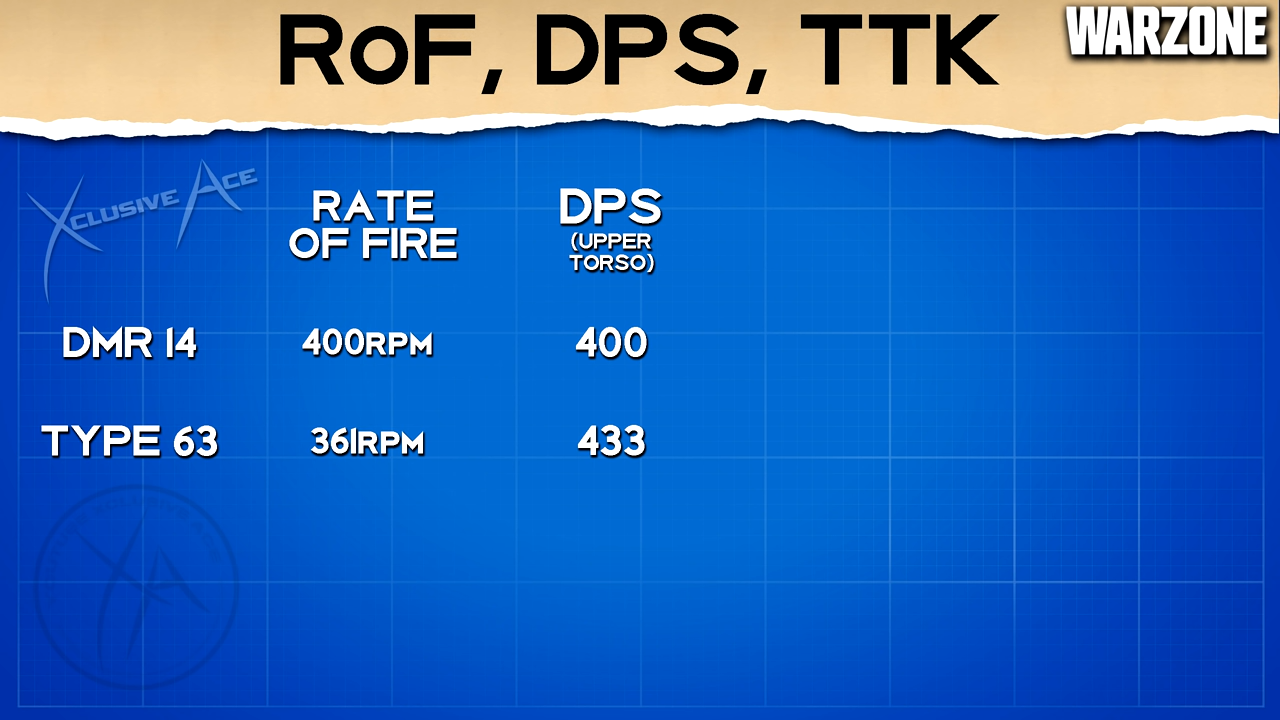 RoF, DPS, TTK
WARZONE
XCLUSIVE ACE
RATE
OF FIRE
DPS
(UPPER
TORSO)
DMR 14
400RPM
400
TYPE 63
361RPM
433
XA